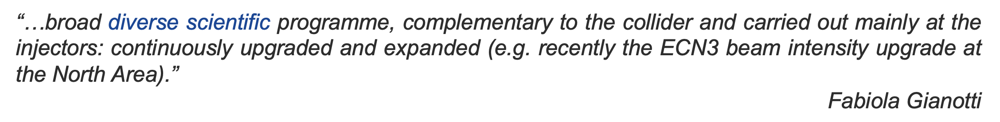 “…broad diverse scientific programme, complementary to the collider and carried out mainly at the
injectors: continuously upgraded and expanded (e.g. recently the ECN3 beam intensity upgrade at
the North Area).”
Fabiola Gianotti